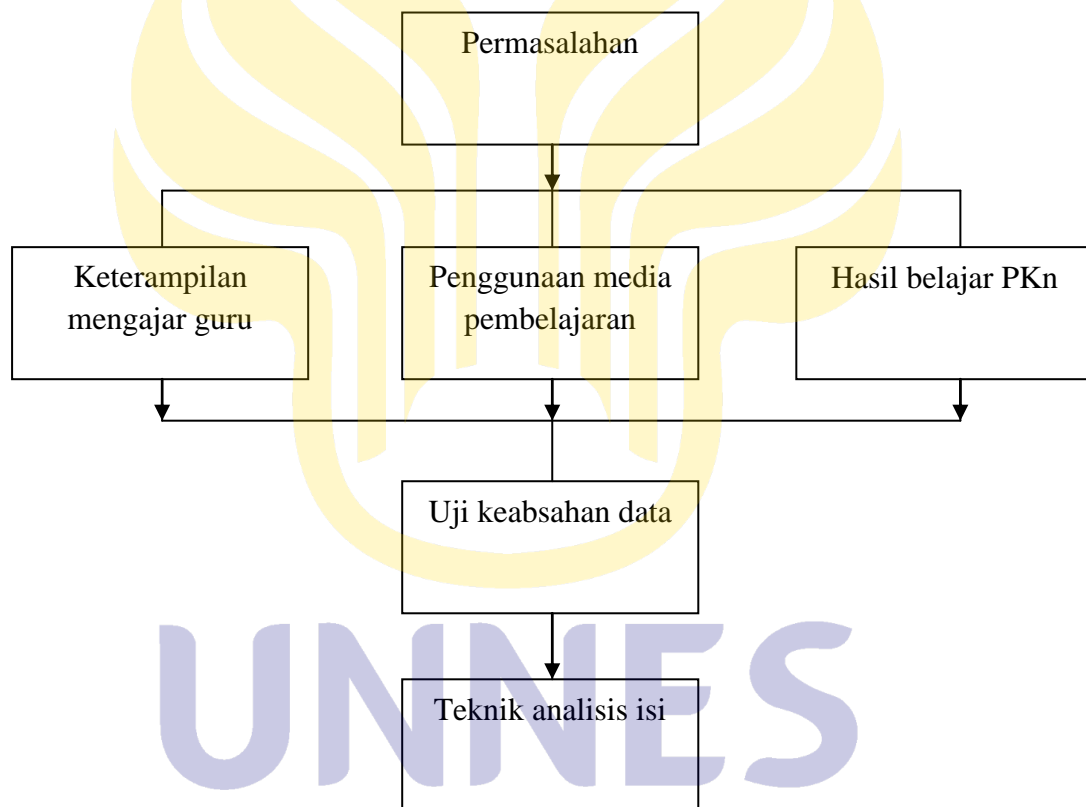 Permasalahan
Keterampilan
mengajar guru
Penggunaan media
pembelajaran
Hasil belajar PKn
Uji keabsahan data
Teknik analisis isi
UNNES